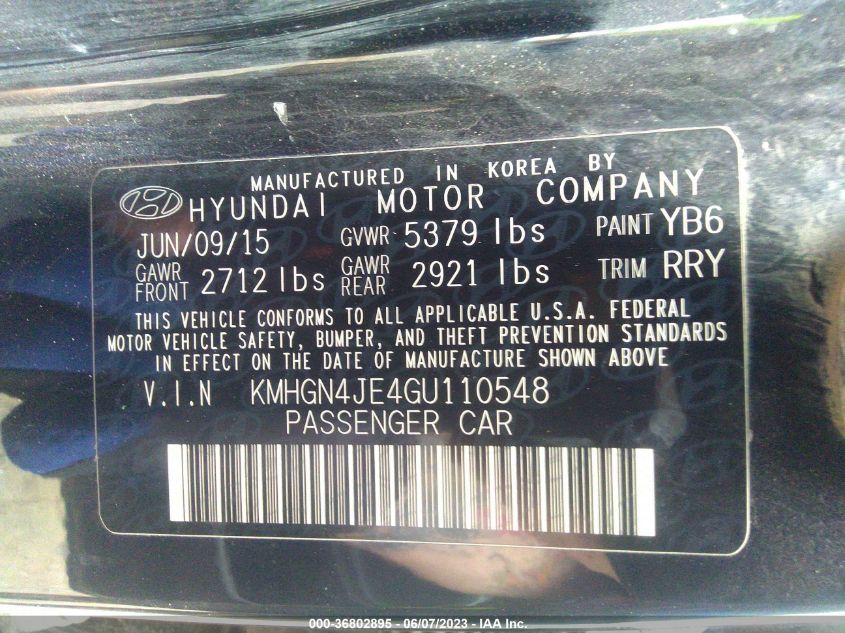 MANUFACTURED IN KOREA BY
HYUNDAI MOTOR COMPANY
JUN/09/15 GVWR 5379 lbs PAINT YB6
GAWR FRONT 2712 lbs GAWR REAR 2921 lbs TRIM RRY
THIS VEHICLE CONFORMS TO ALL APPLICABLE U.S.A. FEDERAL
MOTOR VEHICLE SAFETY, BUMPER, AND THEFT PREVENTION STANDARDS
IN EFFECT ON THE DATE OF MANUFACTURE SHOWN ABOVE
V.I.N KMHGN4JE4GU110548
PASSENGER CAR
000-36802895 - 06/07/2023 - IAA Inc.